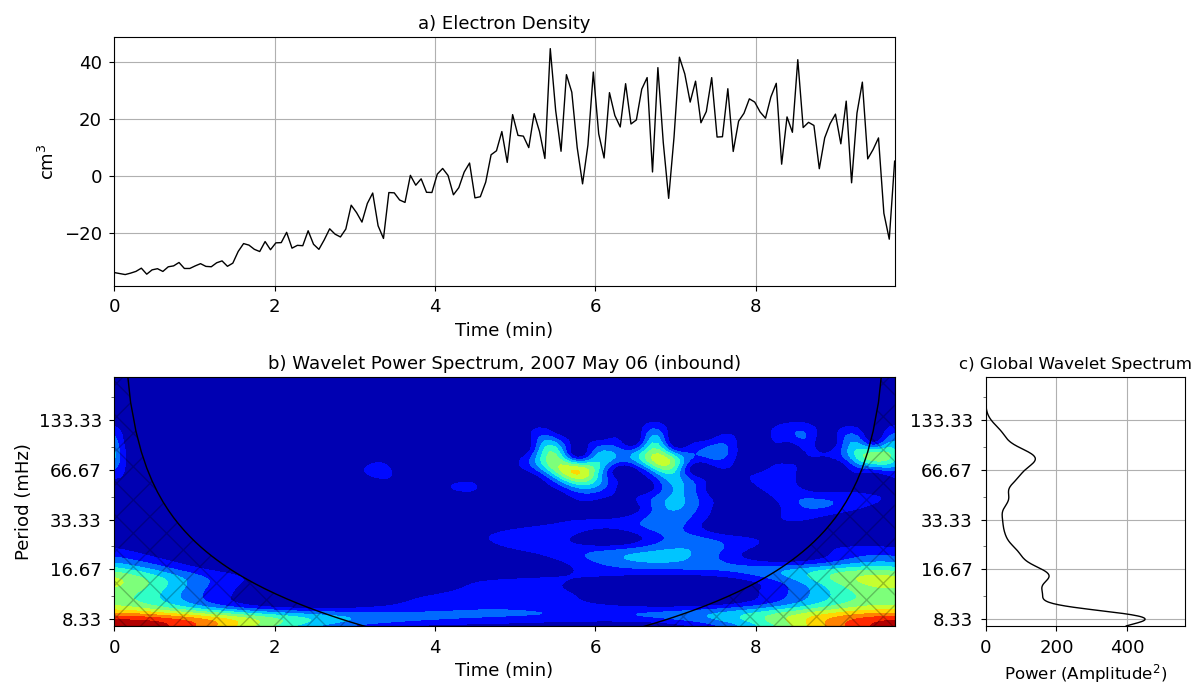 a) Electron Density
40
20
0
−20
cm³
0 2 4 6 8
Time (min)
b) Wavelet Power Spectrum, 2007 May 06 (inbound)
133.33
66.67
33.33
16.67
8.33
Period (mHz)
0 2 4 6 8
Time (min)
c) Global Wavelet Spectrum
133.33
66.67
33.33
16.67
8.33
0 200 400
Power (Amplitude²)